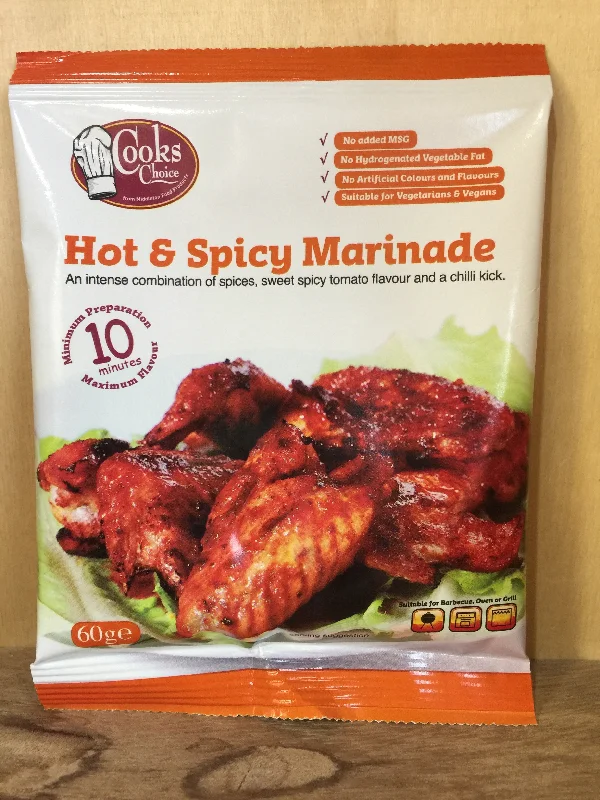 Cooks
Choice
√ No added MSG
√ No Hydrogenated Vegetable Fat
√ No Artificial Colours and Flavours
√ Suitable for Vegetarians & Vegans
Hot & Spicy Marinade
An intense combination of spices, sweet spicy tomato flavour and a chilli kick.
Minimum Preparation
10
minutes
Maximum Flavour
Suitable for Barbecue, Oven or Grill
60g℮
serving suggestion